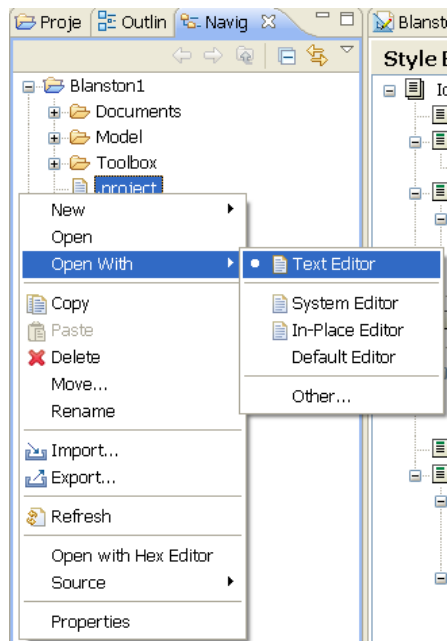 Proje Outlin Navig
Blansto
Style E
Blanston1
Documents
Model
Toolbox
.project
New
Open
Open With
Copy
Paste
Delete
Move...
Rename
Import...
Export...
Refresh
Open with Hex Editor
Source
Properties
Text Editor
System Editor
In-Place Editor
Default Editor
Other...